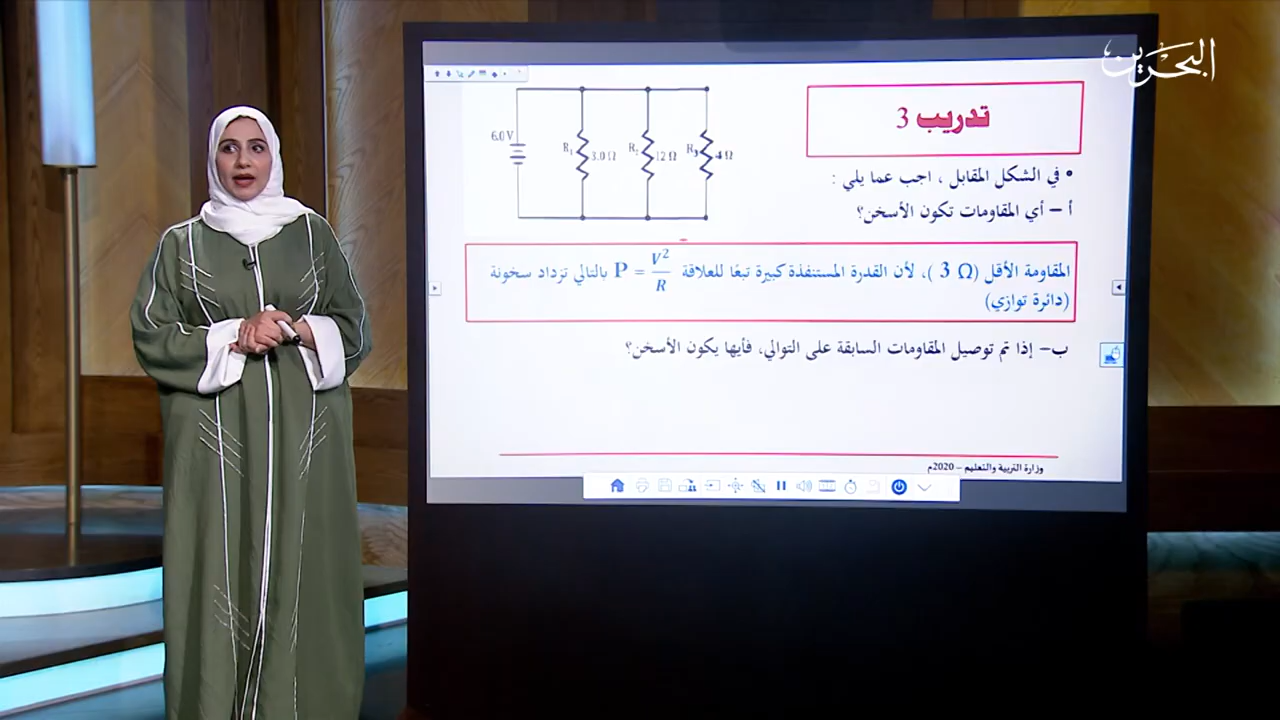 البحرين
تدريب 3
• في الشكل المقابل ، اجب عما يلي :
أ – أي المقاومات تكون الأسخن؟
6.0 V
R1
3.0 Ω
R2
12 Ω
R3
4 Ω
المقاومة الأقل (3 Ω)، لأن القدرة المستنفذة كبيرة تبعًا للعلاقة P = V²/R بالتالي تزداد سخونة
(دائرة توازي)
ب– إذا تم توصيل المقاومات السابقة على التوالي، فأيها يكون الأسخن؟
وزارة التربية والتعليم – 2020م